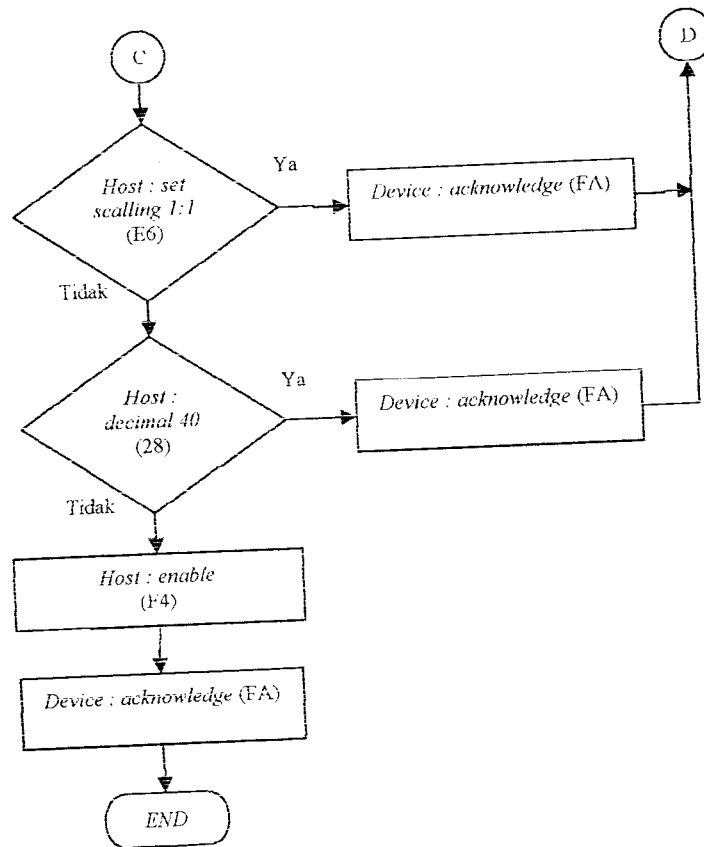 C
D
Host : set
scalling 1:1
(E6)
Ya
Device : acknowledge (FA)
Tidak
Host :
decimal 40
(28)
Ya
Device : acknowledge (FA)
Tidak
Host : enable
(F4)
Device : acknowledge (FA)
END